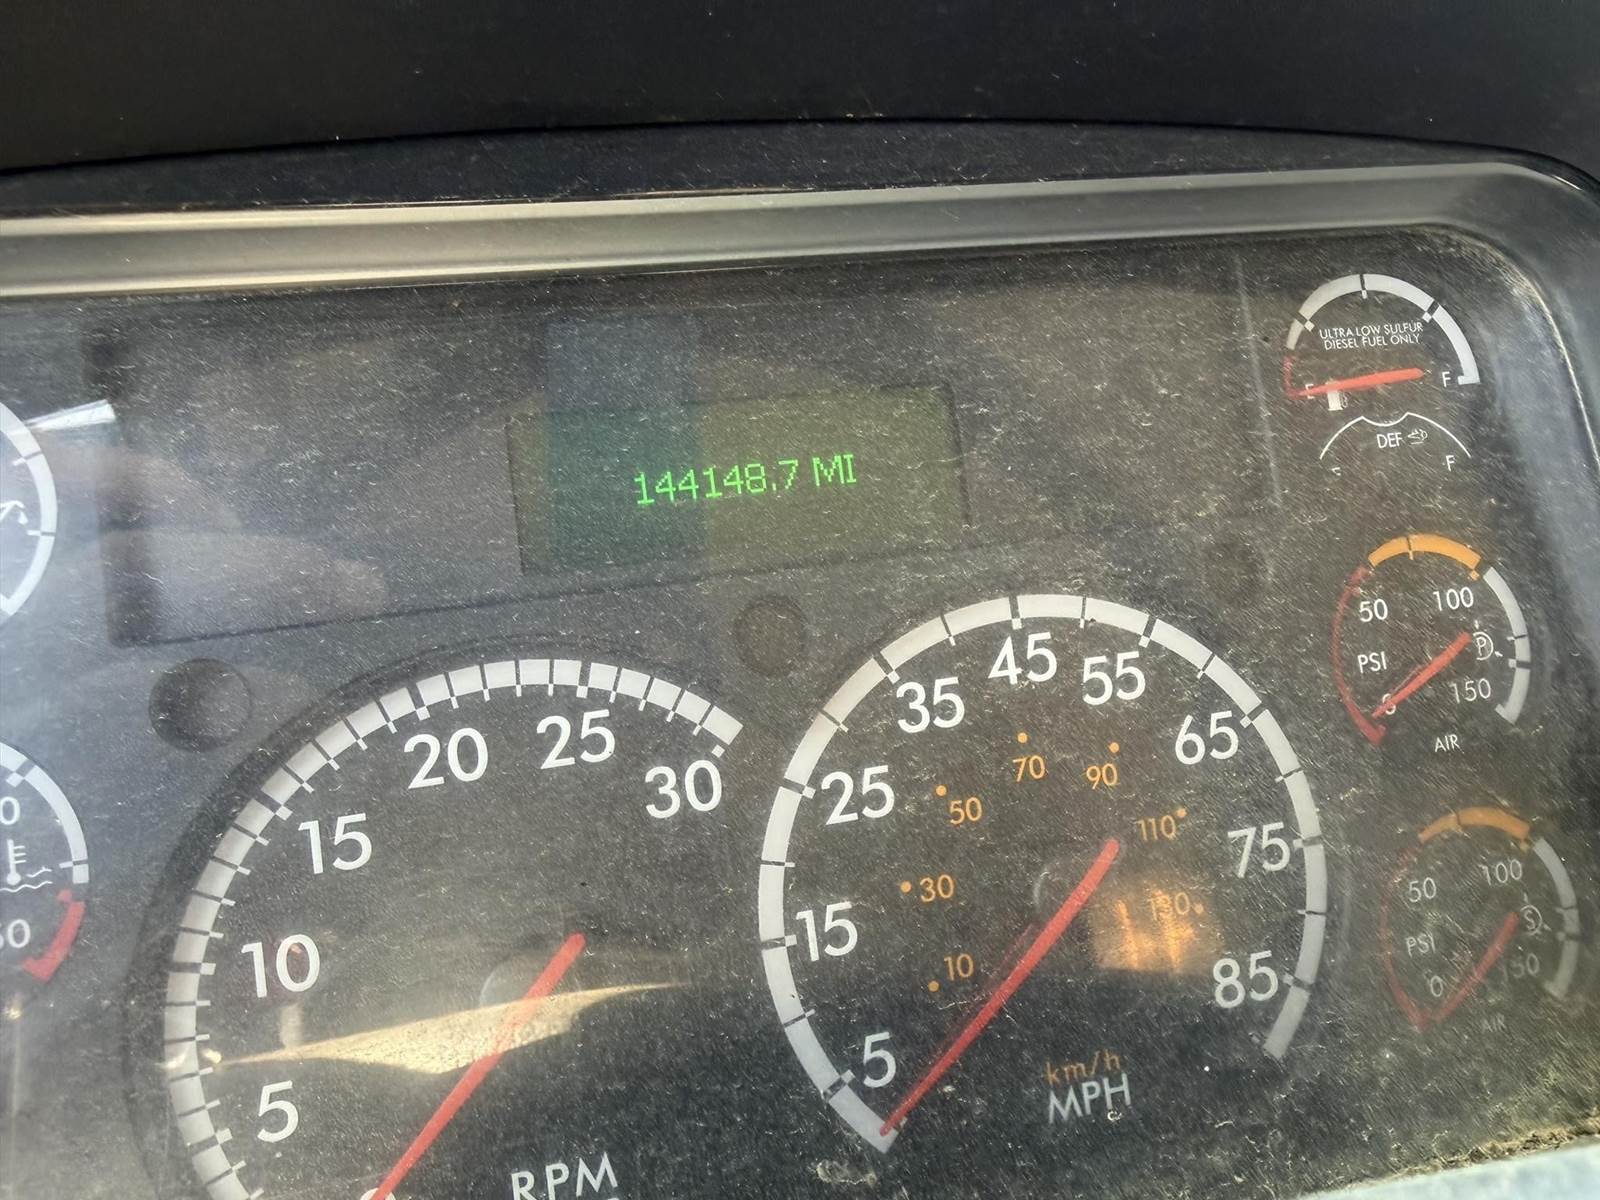 ULTRA LOW SULFUR
DIESEL FUEL ONLY
E F
DEF
F
144148.7 MI
50 100
PSI
150
AIR
5 10 15 20 25 30
RPM
5 15 25 35 45 55 65 75 85
10 30 50 70 90 110 130
km/h
MPH
50 100
PSI
0 150
AIR